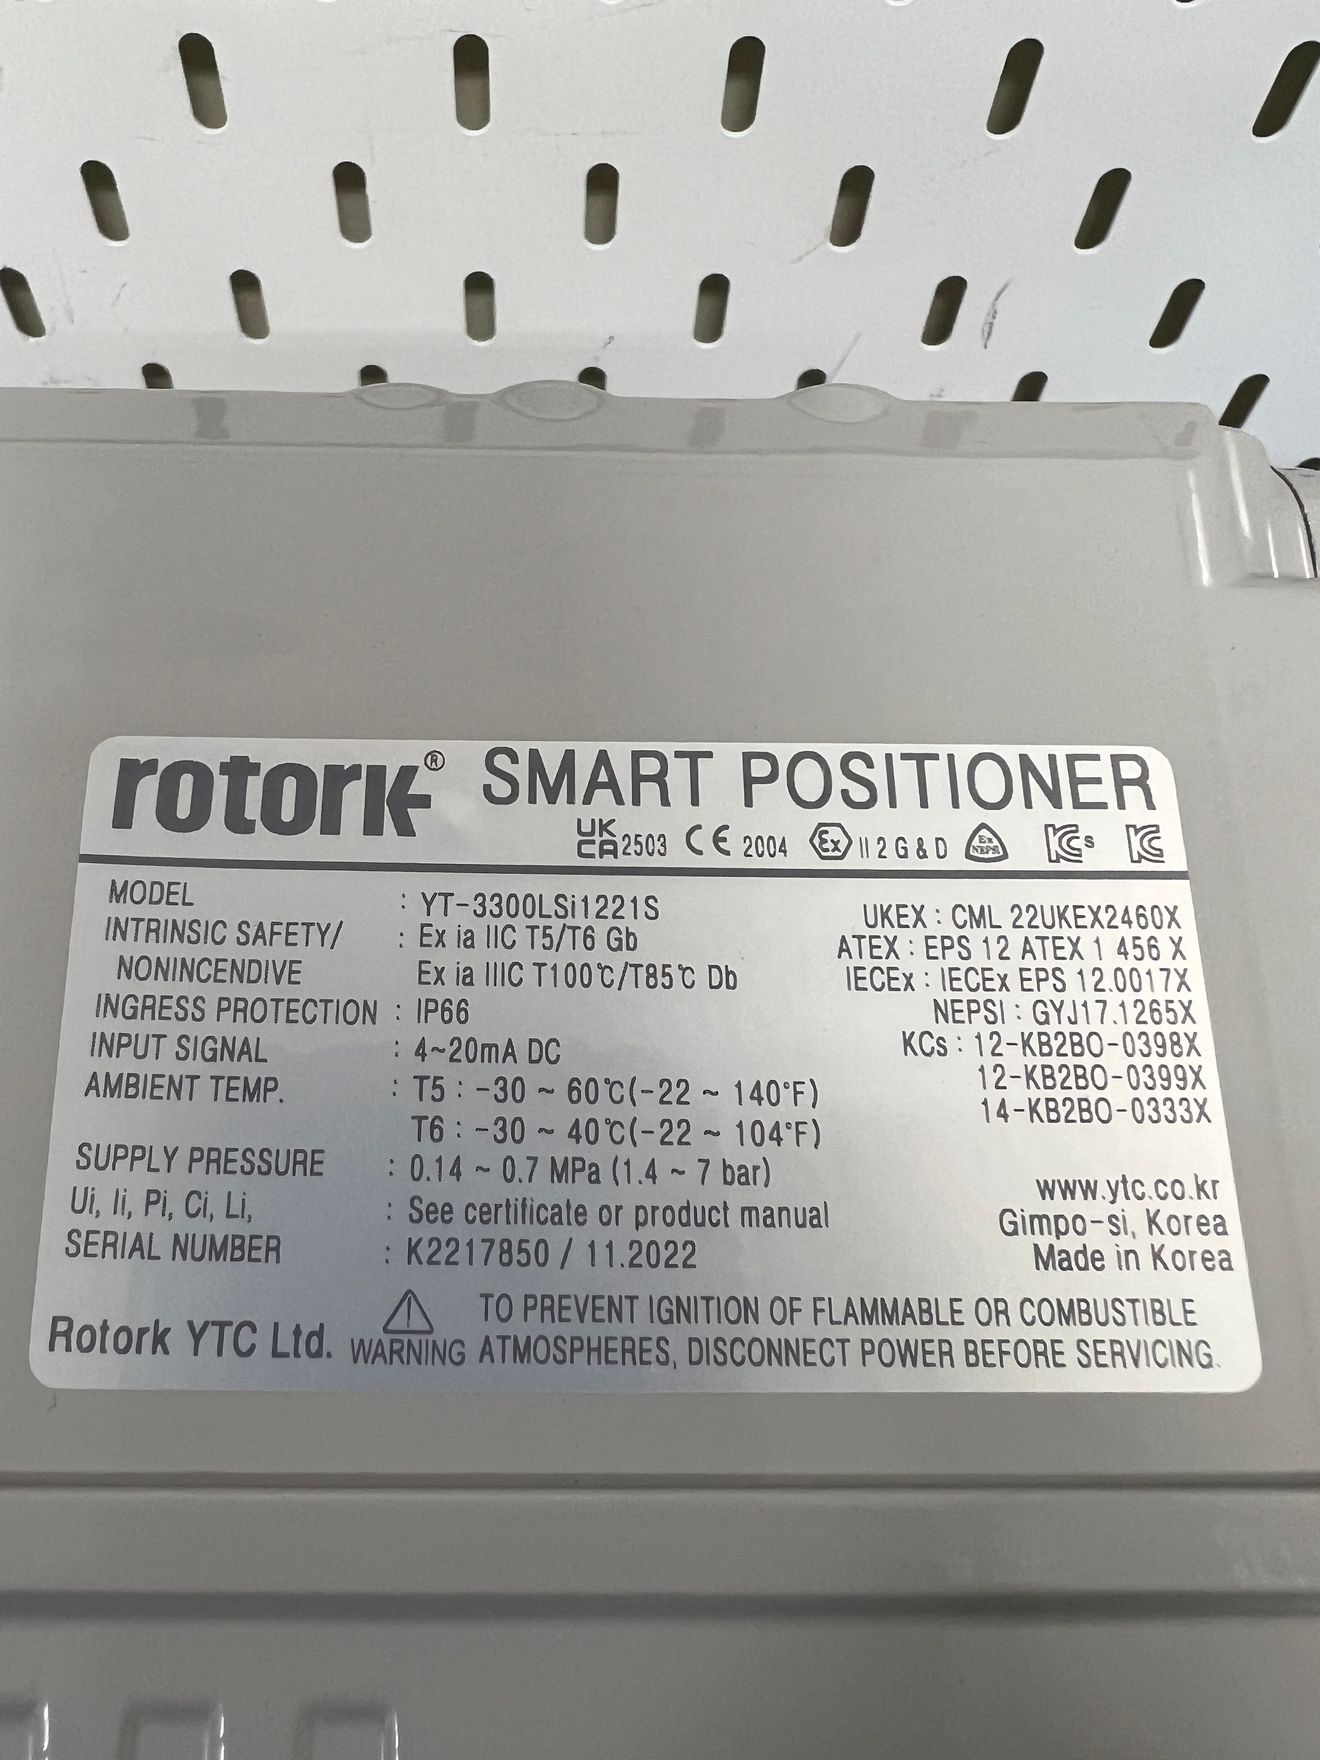 rotork® SMART POSITIONER
UK CA 2503 CE 2004 Ex II 2 G & D Ex NEPSI KCs KC
MODEL : YT-3300LSi1221S
INTRINSIC SAFETY/ : Ex ia IIC T5/T6 Gb
NONINCENDIVE Ex ia IIIC T100℃/T85℃ Db
INGRESS PROTECTION : IP66
INPUT SIGNAL : 4~20mA DC
AMBIENT TEMP. : T5 : -30 ~ 60℃(-22 ~ 140°F)
T6 : -30 ~ 40℃(-22 ~ 104°F)
SUPPLY PRESSURE : 0.14 ~ 0.7 MPa (1.4 ~ 7 bar)
Ui, Ii, Pi, Ci, Li, : See certificate or product manual
SERIAL NUMBER : K2217850 / 11.2022
UKEX : CML 22UKEX2460X
ATEX : EPS 12 ATEX 1 456 X
IECEx : IECEx EPS 12.0017X
NEPSI : GYJ17.1265X
KCs : 12-KB2BO-0398X
12-KB2BO-0399X
14-KB2BO-0333X
www.ytc.co.kr
Gimpo-si, Korea
Made in Korea
Rotork YTC Ltd.
WARNING
TO PREVENT IGNITION OF FLAMMABLE OR COMBUSTIBLE
ATMOSPHERES, DISCONNECT POWER BEFORE SERVICING.